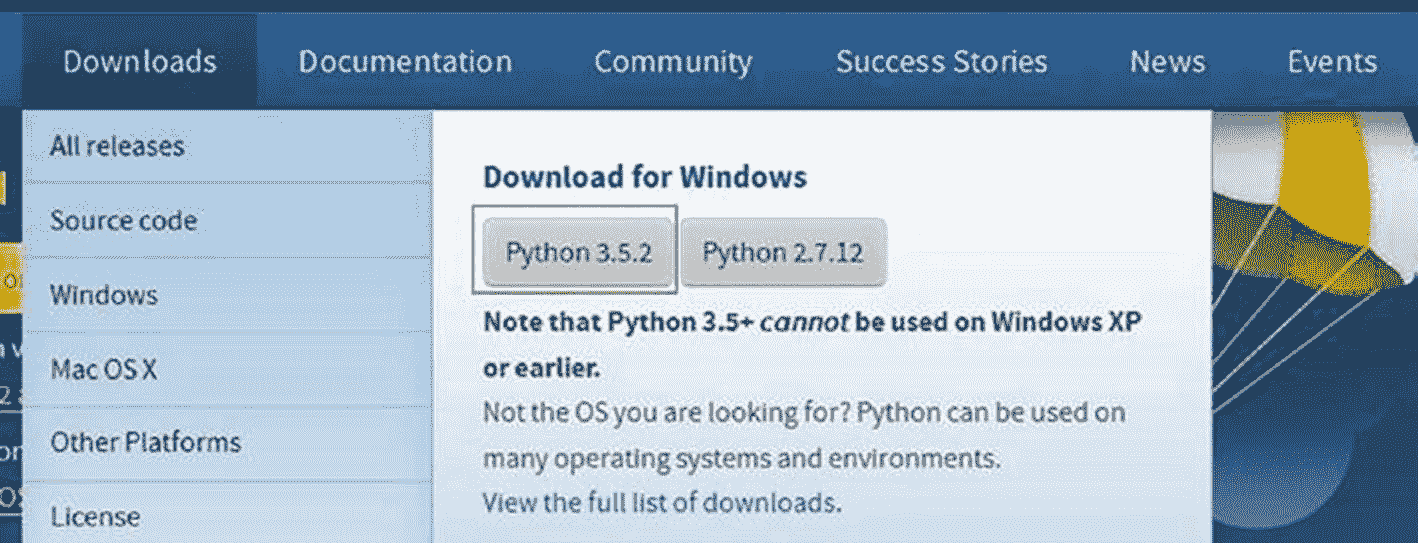 Downloads Documentation Community Success Stories News Events
All releases
Source code
Windows
Mac OS X
Other Platforms
License
Download for Windows
Python 3.5.2 Python 2.7.12
Note that Python 3.5+ cannot be used on Windows XP
or earlier.
Not the OS you are looking for? Python can be used on
many operating systems and environments.
View the full list of downloads.